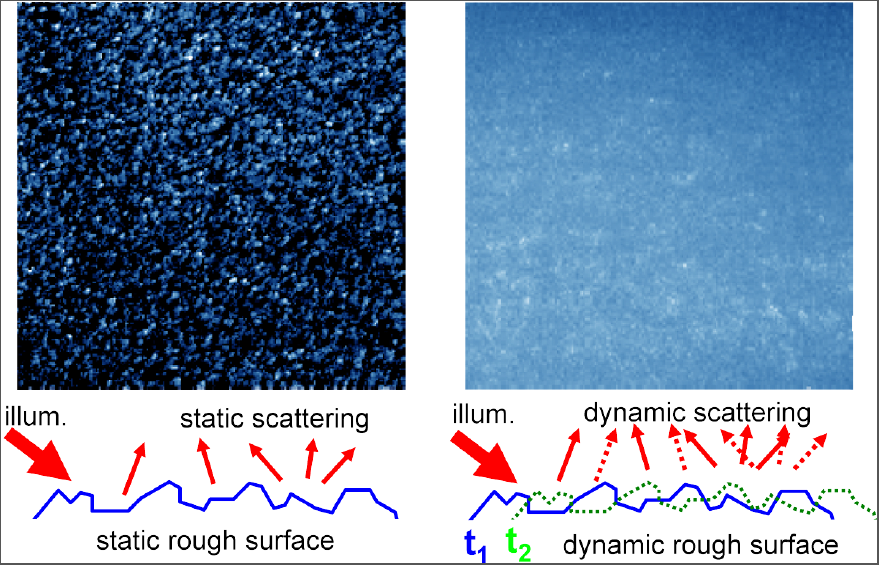 illum.
static scattering
static rough surface
illum.
dynamic scattering
t1
t2
dynamic rough surface